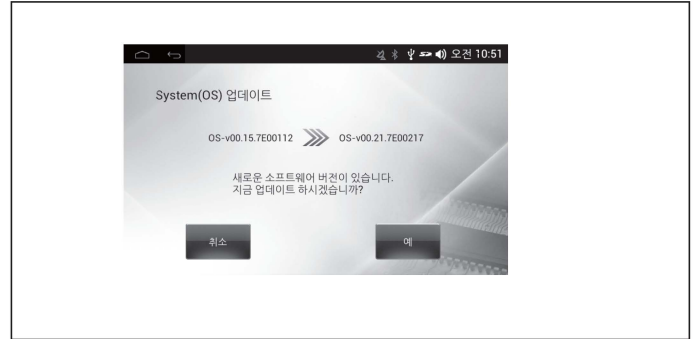 오전 10:51
System(OS) 업데이트
OS-v00.15.7E00112 OS-v00.21.7E00217
새로운 소프트웨어 버전이 있습니다.
지금 업데이트 하시겠습니까?
취소 예